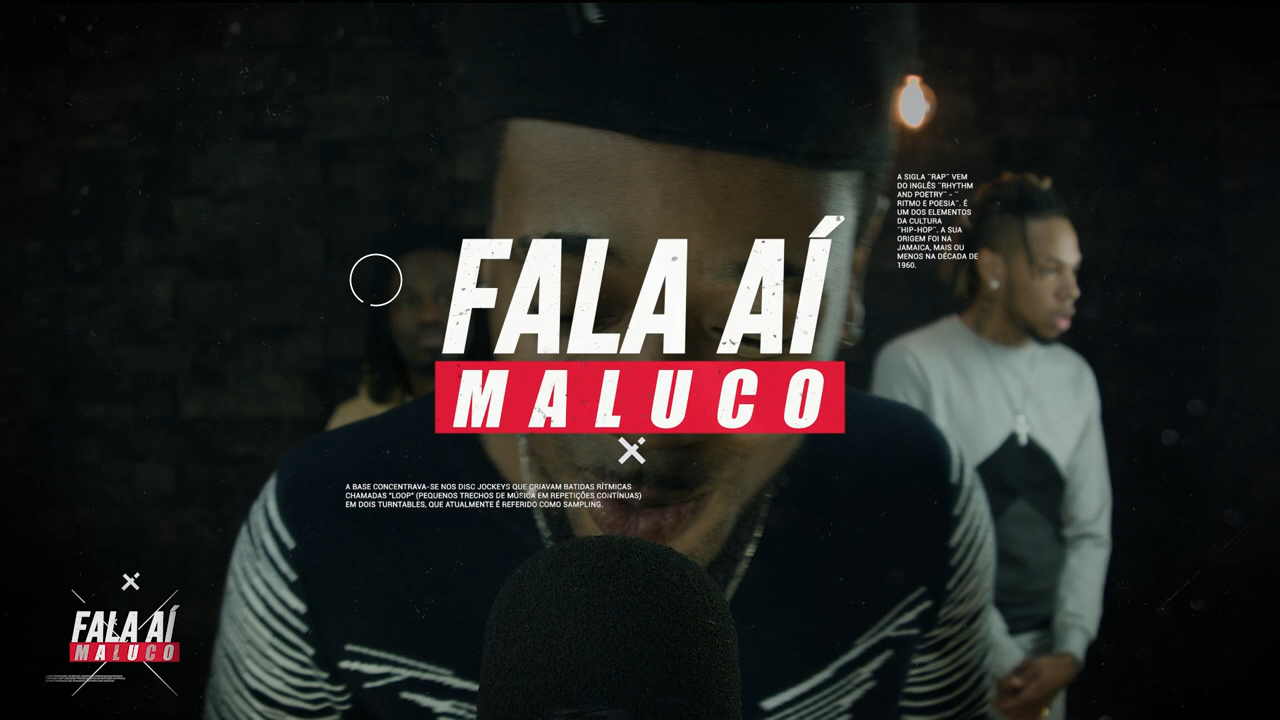 A SIGLA ¨RAP¨ VEM
DO INGLÊS ¨RHYTHM
AND POETRY¨ - ¨
RITMO E POESIA¨. É
UM DOS ELEMENTOS
DA CULTURA
¨HIP-HOP¨. A SUA
ORIGEM FOI NA
JAMAICA, MAIS OU
MENOS NA DÉCADA DE
1960.
FALA AÍ
MALUCO
A BASE CONCENTRAVA-SE NOS DISC JOCKEYS QUE CRIAVAM BATIDAS RÍTMICAS
CHAMADAS "LOOP" (PEQUENOS TRECHOS DE MÚSICA EM REPETIÇÕES CONTÍNUAS)
EM DOIS TURNTABLES, QUE ATUALMENTE É REFERIDO COMO SAMPLING.
FALA AÍ
MALUCO